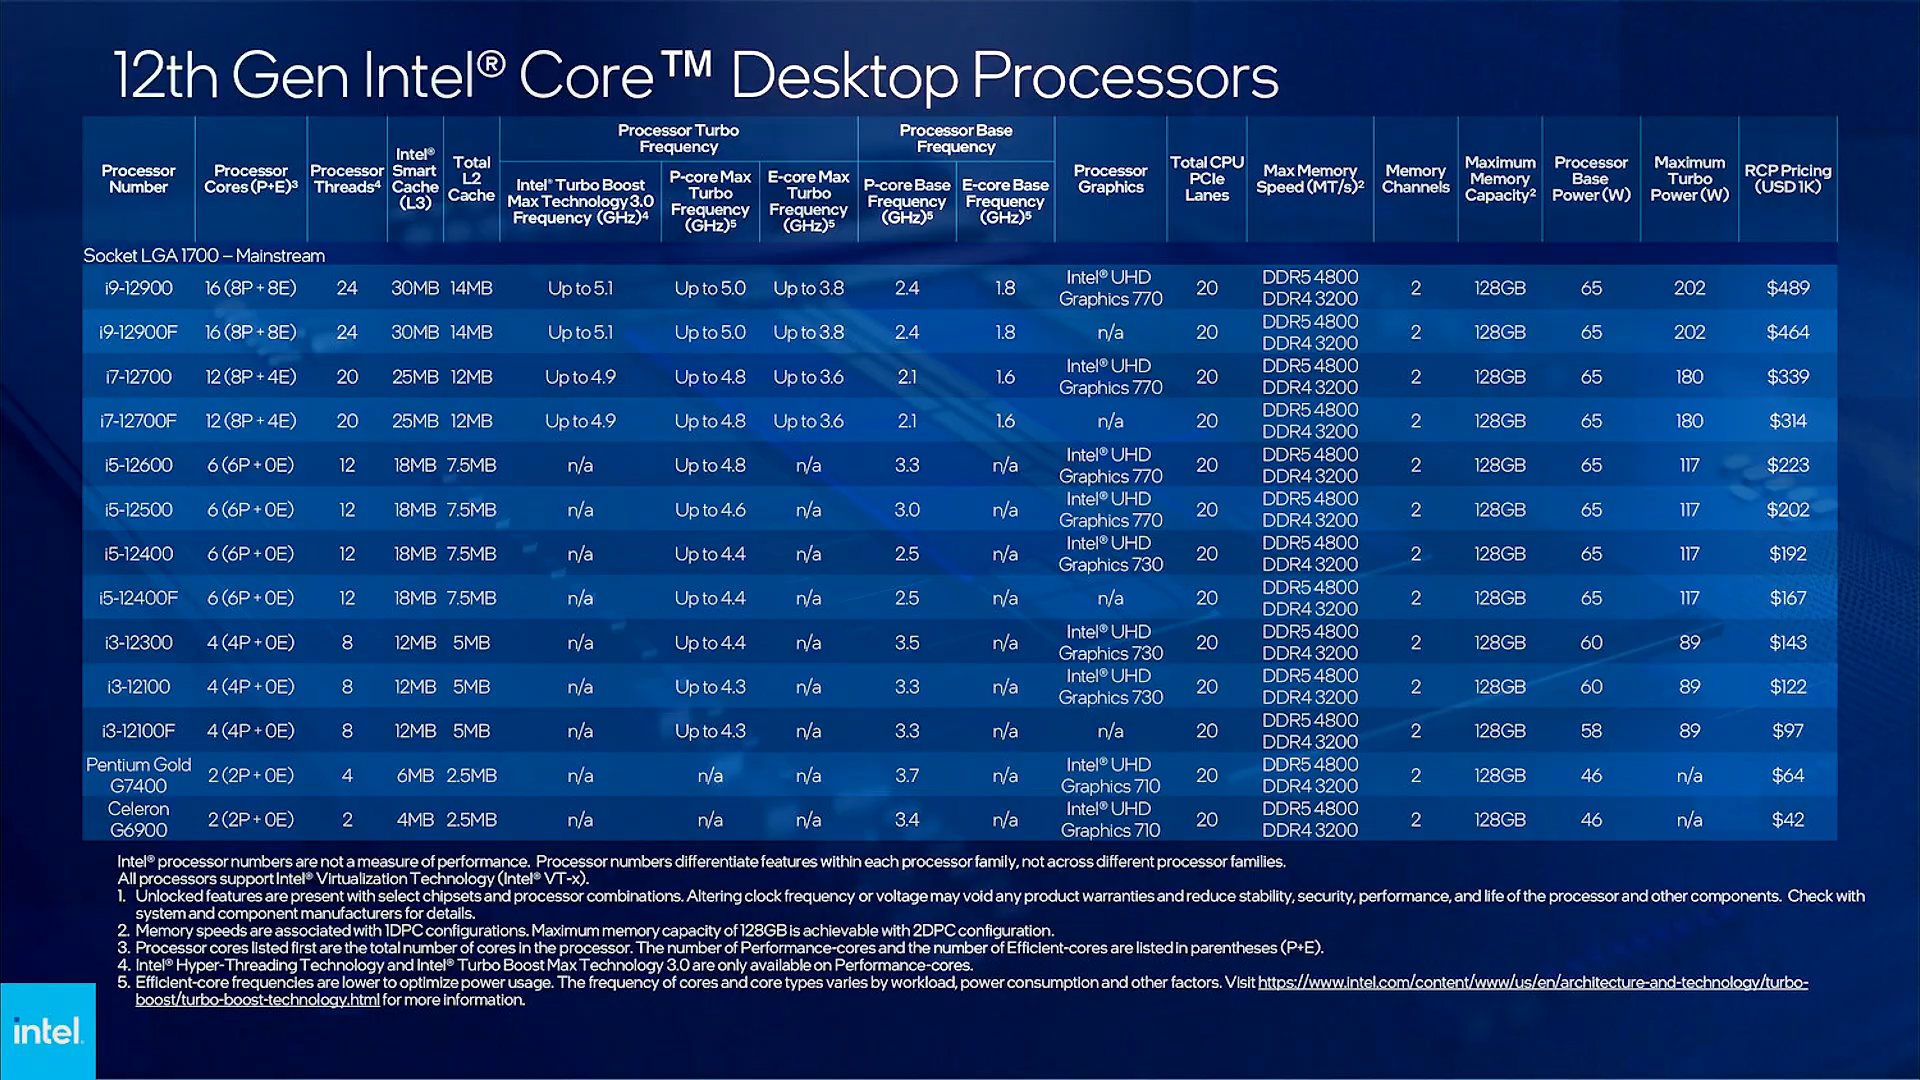 12th Gen Intel® Core™ Desktop Processors
Processor Number Processor Cores (P+E)³ Processor Threads⁴ Intel® Smart Cache (L3) Total L2 Cache Processor Turbo Frequency Processor Base Frequency Processor Graphics Total CPU PCIe Lanes Max Memory Speed (MT/s)² Memory Channels Maximum Memory Capacity² Processor Base Power (W) Maximum Turbo Power (W) RCP Pricing (USD 1K)
Intel® Turbo Boost Max Technology 3.0 Frequency (GHz)⁴ P-core Max Turbo Frequency (GHz)⁵ E-core Max Turbo Frequency (GHz)⁵ P-core Base Frequency (GHz)⁵ E-core Base Frequency (GHz)⁵
Socket LGA 1700 – Mainstream
i9-12900 16 (8P + 8E) 24 30MB 14MB Up to 5.1 Up to 5.0 Up to 3.8 2.4 1.8 Intel® UHD Graphics 770 20 DDR5 4800 DDR4 3200 2 128GB 65 202 $489
i9-12900F 16 (8P + 8E) 24 30MB 14MB Up to 5.1 Up to 5.0 Up to 3.8 2.4 1.8 n/a 20 DDR5 4800 DDR4 3200 2 128GB 65 202 $464
i7-12700 12 (8P + 4E) 20 25MB 12MB Up to 4.9 Up to 4.8 Up to 3.6 2.1 1.6 Intel® UHD Graphics 770 20 DDR5 4800 DDR4 3200 2 128GB 65 180 $339
i7-12700F 12 (8P + 4E) 20 25MB 12MB Up to 4.9 Up to 4.8 Up to 3.6 2.1 1.6 n/a 20 DDR5 4800 DDR4 3200 2 128GB 65 180 $314
i5-12600 6 (6P + 0E) 12 18MB 7.5MB n/a Up to 4.8 n/a 3.3 n/a Intel® UHD Graphics 770 20 DDR5 4800 DDR4 3200 2 128GB 65 117 $223
i5-12500 6 (6P + 0E) 12 18MB 7.5MB n/a Up to 4.6 n/a 3.0 n/a Intel® UHD Graphics 770 20 DDR5 4800 DDR4 3200 2 128GB 65 117 $202
i5-12400 6 (6P + 0E) 12 18MB 7.5MB n/a Up to 4.4 n/a 2.5 n/a Intel® UHD Graphics 730 20 DDR5 4800 DDR4 3200 2 128GB 65 117 $192
i5-12400F 6 (6P + 0E) 12 18MB 7.5MB n/a Up to 4.4 n/a 2.5 n/a n/a 20 DDR5 4800 DDR4 3200 2 128GB 65 117 $167
i3-12300 4 (4P + 0E) 8 12MB 5MB n/a Up to 4.4 n/a 3.5 n/a Intel® UHD Graphics 730 20 DDR5 4800 DDR4 3200 2 128GB 60 89 $143
i3-12100 4 (4P + 0E) 8 12MB 5MB n/a Up to 4.3 n/a 3.3 n/a Intel® UHD Graphics 730 20 DDR5 4800 DDR4 3200 2 128GB 60 89 $122
i3-12100F 4 (4P + 0E) 8 12MB 5MB n/a Up to 4.3 n/a 3.3 n/a n/a 20 DDR5 4800 DDR4 3200 2 128GB 58 89 $97
Pentium Gold G7400 2 (2P + 0E) 4 6MB 2.5MB n/a n/a n/a 3.7 n/a Intel® UHD Graphics 710 20 DDR5 4800 DDR4 3200 2 128GB 46 n/a $64
Celeron G6900 2 (2P + 0E) 2 4MB 2.5MB n/a n/a n/a 3.4 n/a Intel® UHD Graphics 710 20 DDR5 4800 DDR4 3200 2 128GB 46 n/a $42
Intel® processor numbers are not a measure of performance. Processor numbers differentiate features within each processor family, not across different processor families.
All processors support Intel® Virtualization Technology (Intel® VT-x).
1. Unlocked features are present with select chipsets and processor combinations. Altering clock frequency or voltage may void any product warranties and reduce stability, security, performance, and life of the processor and other components. Check with
system and component manufacturers for details.
2. Memory speeds are associated with 1DPC configurations. Maximum memory capacity of 128GB is achievable with 2DPC configuration.
3. Processor cores listed first are the total number of cores in the processor. The number of Performance-cores and the number of Efficient-cores are listed in parentheses (P+E).
4. Intel® Hyper-Threading Technology and Intel® Turbo Boost Max Technology 3.0 are only available on Performance-cores.
5. Efficient-core frequencies are lower to optimize power usage. The frequency of cores and core types varies by workload, power consumption and other factors. Visit https://www.intel.com/content/www/us/en/architecture-and-technology/turbo-
boost/turbo-boost-technology.html for more information.
intel.